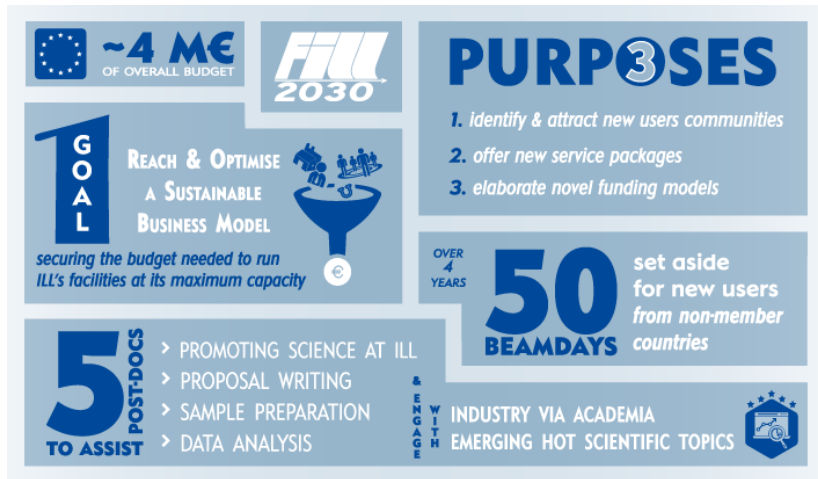 ~4 M€
OF OVERALL BUDGET
Fill
2030
PURP3SES
1. identify & attract new users communities
2. offer new service packages
3. elaborate novel funding models
1
GOAL
REACH & OPTIMISE
A SUSTAINABLE
BUSINESS MODEL
€
securing the budget needed to run
ILL's facilities at its maximum capacity
OVER
4
YEARS
50
BEAMDAYS
set aside
for new users
from non-member
countries
5
POST-DOCS
TO ASSIST
> PROMOTING SCIENCE AT ILL
> PROPOSAL WRITING
> SAMPLE PREPARATION
> DATA ANALYSIS
& ENGAGE
WITH
INDUSTRY VIA ACADEMIA
EMERGING HOT SCIENTIFIC TOPICS